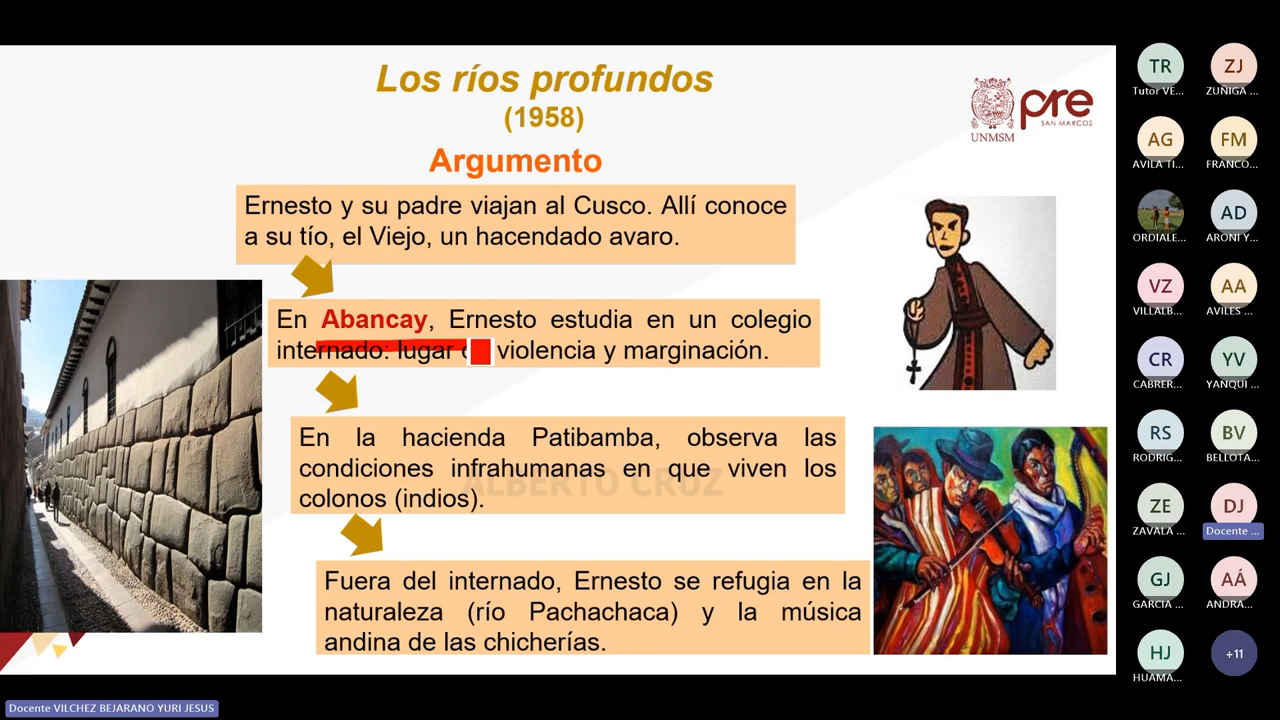 Los ríos profundos
(1958)
Argumento
UNMSM
pre
SAN MARCOS
Ernesto y su padre viajan al Cusco. Allí conoce
a su tío, el Viejo, un hacendado avaro.
En Abancay, Ernesto estudia en un colegio
internado: lugar violencia y marginación.
En la hacienda Patibamba, observa las
condiciones infrahumanas en que viven los
colonos (indios).
ALBERTO CRUZ
Fuera del internado, Ernesto se refugia en la
naturaleza (río Pachachaca) y la música
andina de las chicherías.
TR
Tutor VE...
ZJ
ZUÑIGA ...
AG
AVILA TI...
FM
FRANCO...
ORDIALE...
AD
ARONI Y...
VZ
VILLALB...
AA
AVILES ...
CR
CABRER...
YV
YANQUI ...
RS
RODRIG...
BV
BELLOTA...
ZE
ZAVALA ...
DJ
Docente ...
GJ
GARCIA ...
AÁ
ANDRA...
HJ
HUAMA...
+11
Docente VILCHEZ BEJARANO YURI JESUS